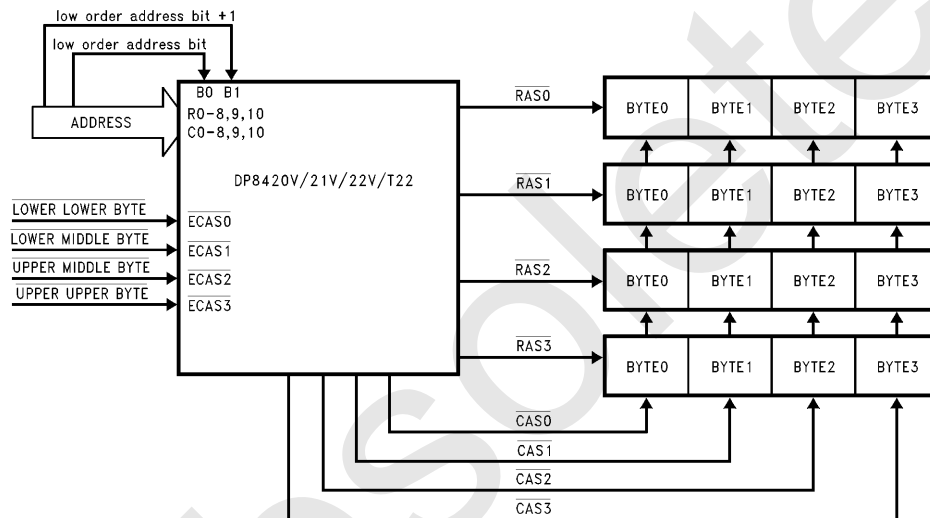 low order address bit +1
low order address bit
B0 B1
R0-8,9,10
C0-8,9,10
ADDRESS
DP8420V/21V/22V/T22
LOWER LOWER BYTE
ECAS0
LOWER MIDDLE BYTE
ECAS1
UPPER MIDDLE BYTE
ECAS2
UPPER UPPER BYTE
ECAS3
RAS0
BYTE0 BYTE1 BYTE2 BYTE3
RAS1
BYTE0 BYTE1 BYTE2 BYTE3
RAS2
BYTE0 BYTE1 BYTE2 BYTE3
RAS3
BYTE0 BYTE1 BYTE2 BYTE3
CAS0
CAS1
CAS2
CAS3
bsolete